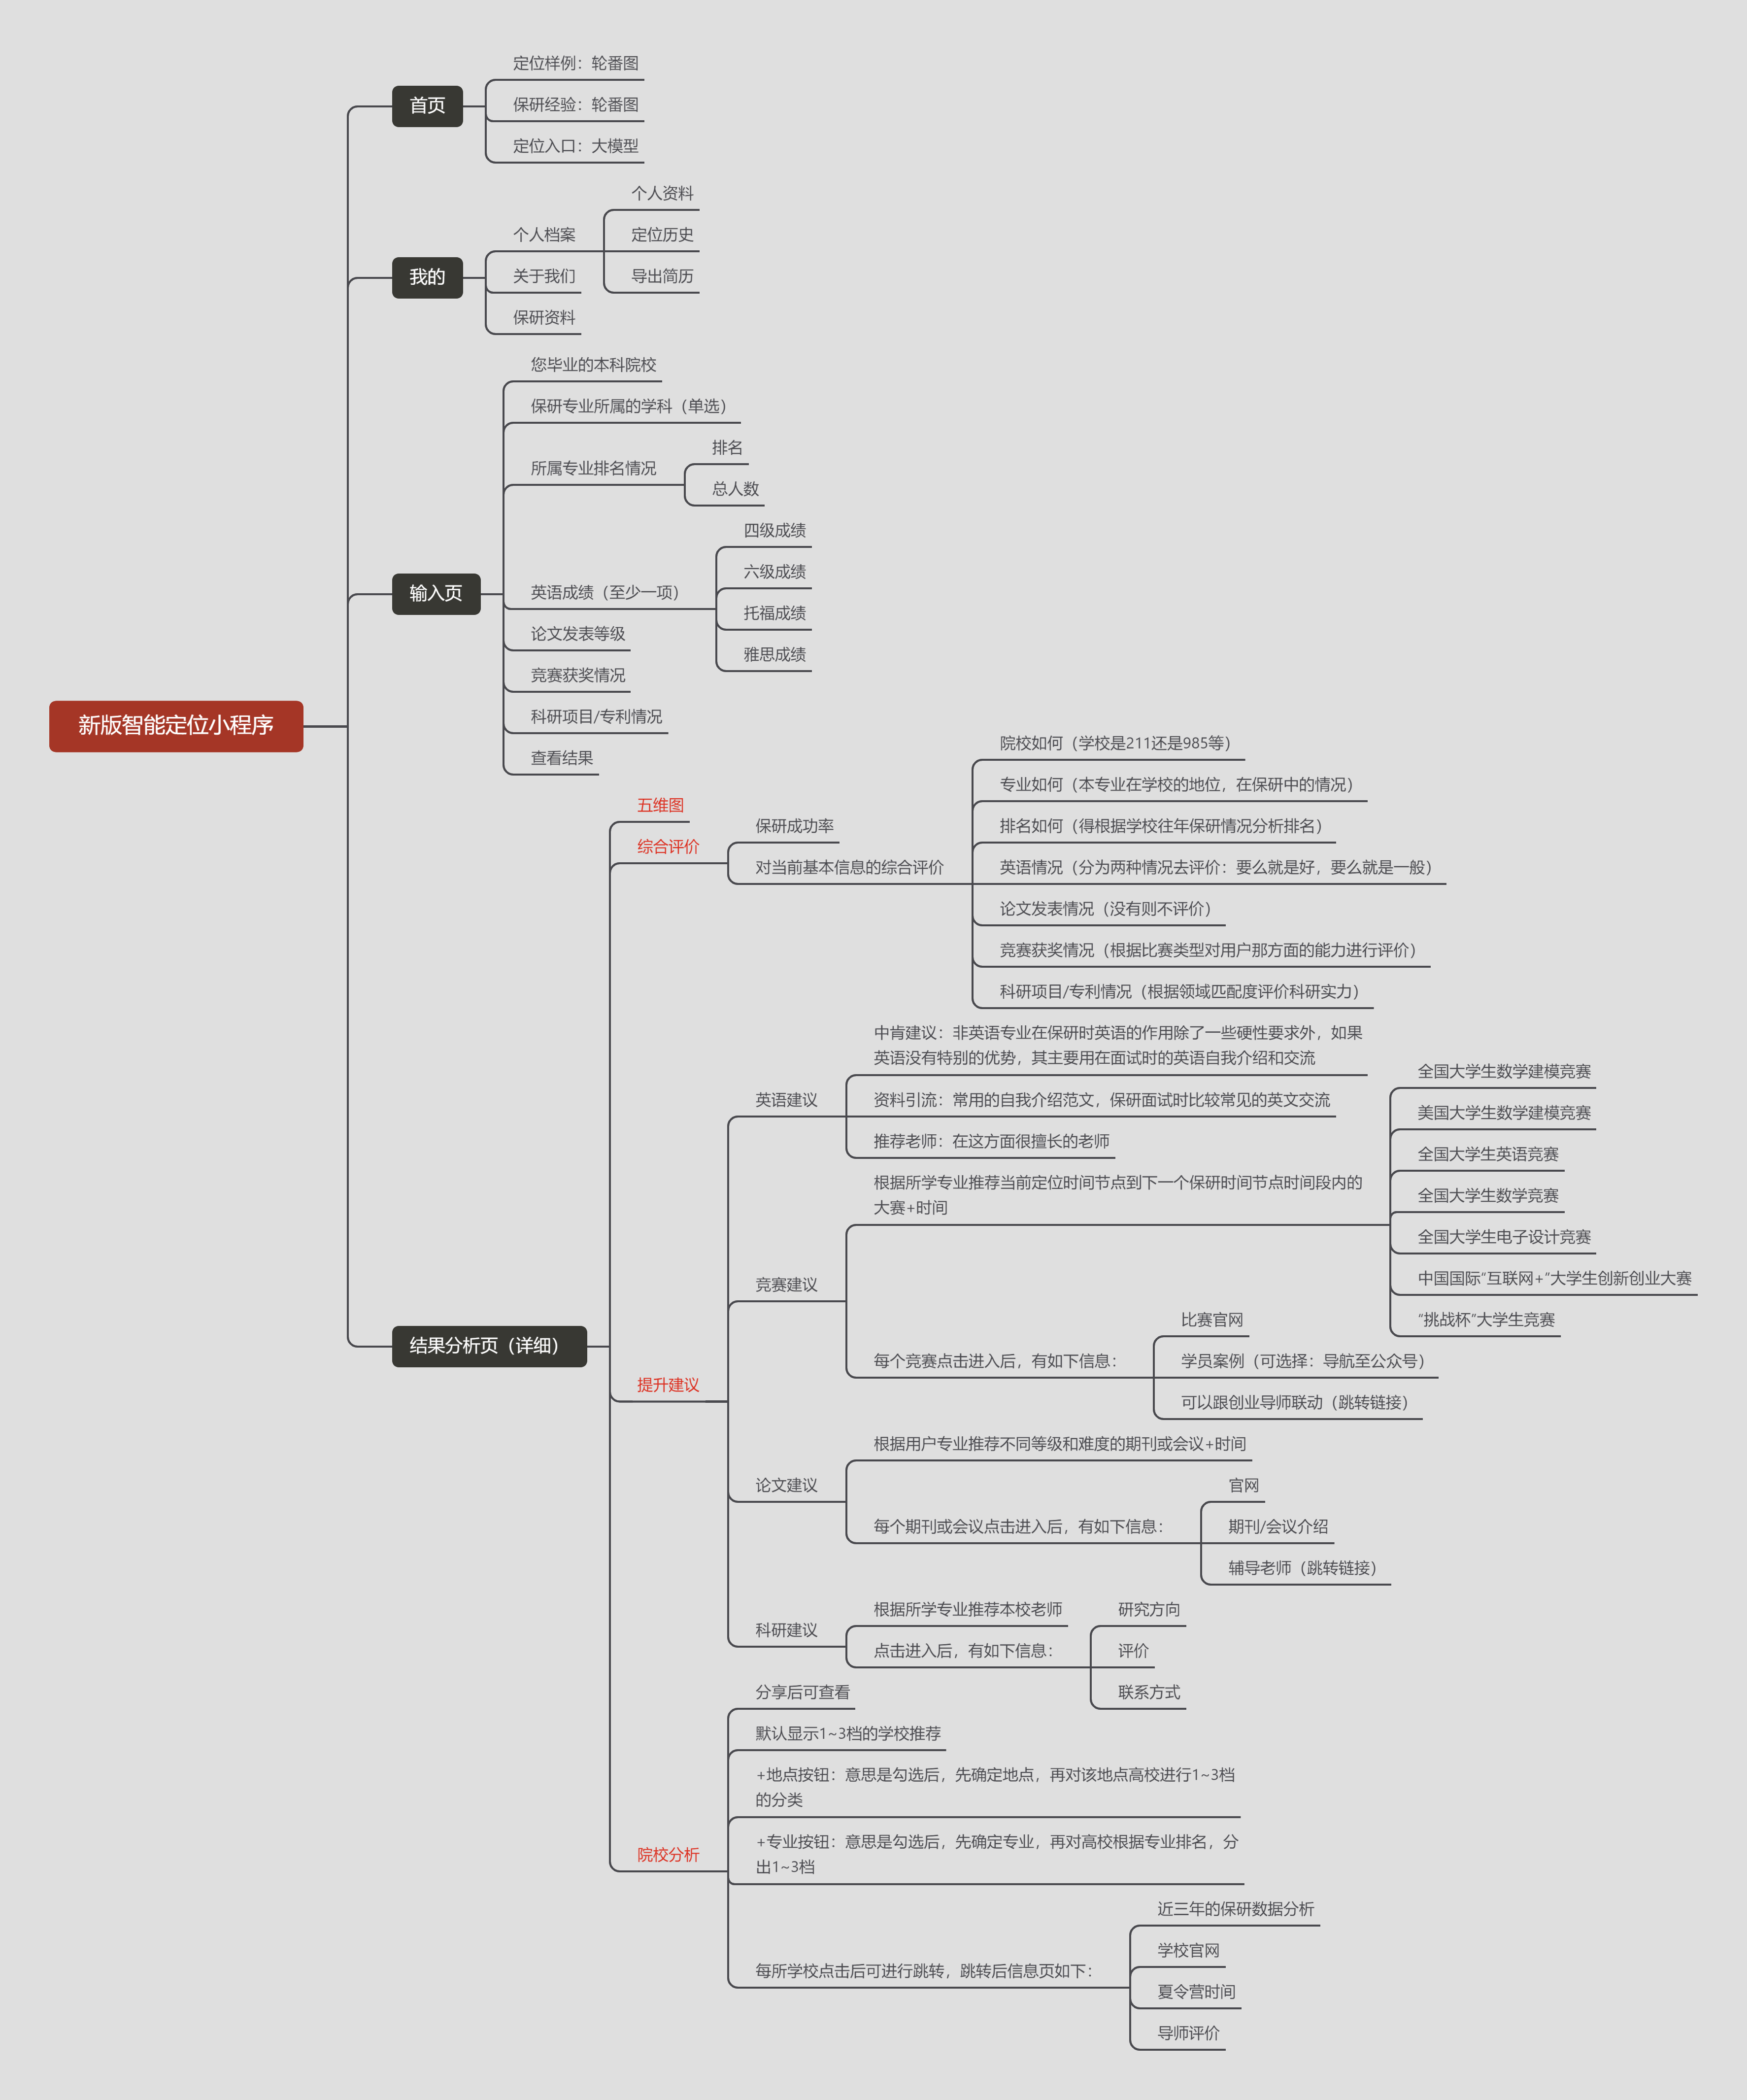 新版智能定位小程序
首页
定位样例：轮番图
保研经验：轮番图
定位入口：大模型
我的
个人档案
个人资料
定位历史
导出简历
关于我们
保研资料
输入页
您毕业的本科院校
保研专业所属的学科（单选）
所属专业排名情况
排名
总人数
英语成绩（至少一项）
四级成绩
六级成绩
托福成绩
雅思成绩
论文发表等级
竞赛获奖情况
科研项目/专利情况
查看结果
结果分析页（详细）
五维图
综合评价
保研成功率
对当前基本信息的综合评价
院校如何（学校是211还是985等）
专业如何（本专业在学校的地位，在保研中的情况）
排名如何（得根据学校往年保研情况分析排名）
英语情况（分为两种情况去评价：要么就是好，要么就是一般）
论文发表情况（没有则不评价）
竞赛获奖情况（根据比赛类型对用户那方面的能力进行评价）
科研项目/专利情况（根据领域匹配度评价科研实力）
提升建议
英语建议
中肯建议：非英语专业在保研时英语的作用除了一些硬性要求外，如果
英语没有特别的优势，其主要用在面试时的英语自我介绍和交流
资料引流：常用的自我介绍范文，保研面试时比较常见的英文交流
推荐老师：在这方面很擅长的老师
竞赛建议
根据所学专业推荐当前定位时间节点到下一个保研时间节点时间段内的
大赛+时间
全国大学生数学建模竞赛
美国大学生数学建模竞赛
全国大学生英语竞赛
全国大学生数学竞赛
全国大学生电子设计竞赛
中国国际“互联网+”大学生创新创业大赛
“挑战杯”大学生竞赛
每个竞赛点击进入后，有如下信息：
比赛官网
学员案例（可选择：导航至公众号）
可以跟创业导师联动（跳转链接）
论文建议
根据用户专业推荐不同等级和难度的期刊或会议+时间
每个期刊或会议点击进入后，有如下信息：
官网
期刊/会议介绍
辅导老师（跳转链接）
科研建议
根据所学专业推荐本校老师
点击进入后，有如下信息：
研究方向
评价
联系方式
院校分析
分享后可查看
默认显示1~3档的学校推荐
+地点按钮：意思是勾选后，先确定地点，再对该地点高校进行1~3档
的分类
+专业按钮：意思是勾选后，先确定专业，再对高校根据专业排名，分
出1~3档
每所学校点击后可进行跳转，跳转后信息页如下：
近三年的保研数据分析
学校官网
夏令营时间
导师评价